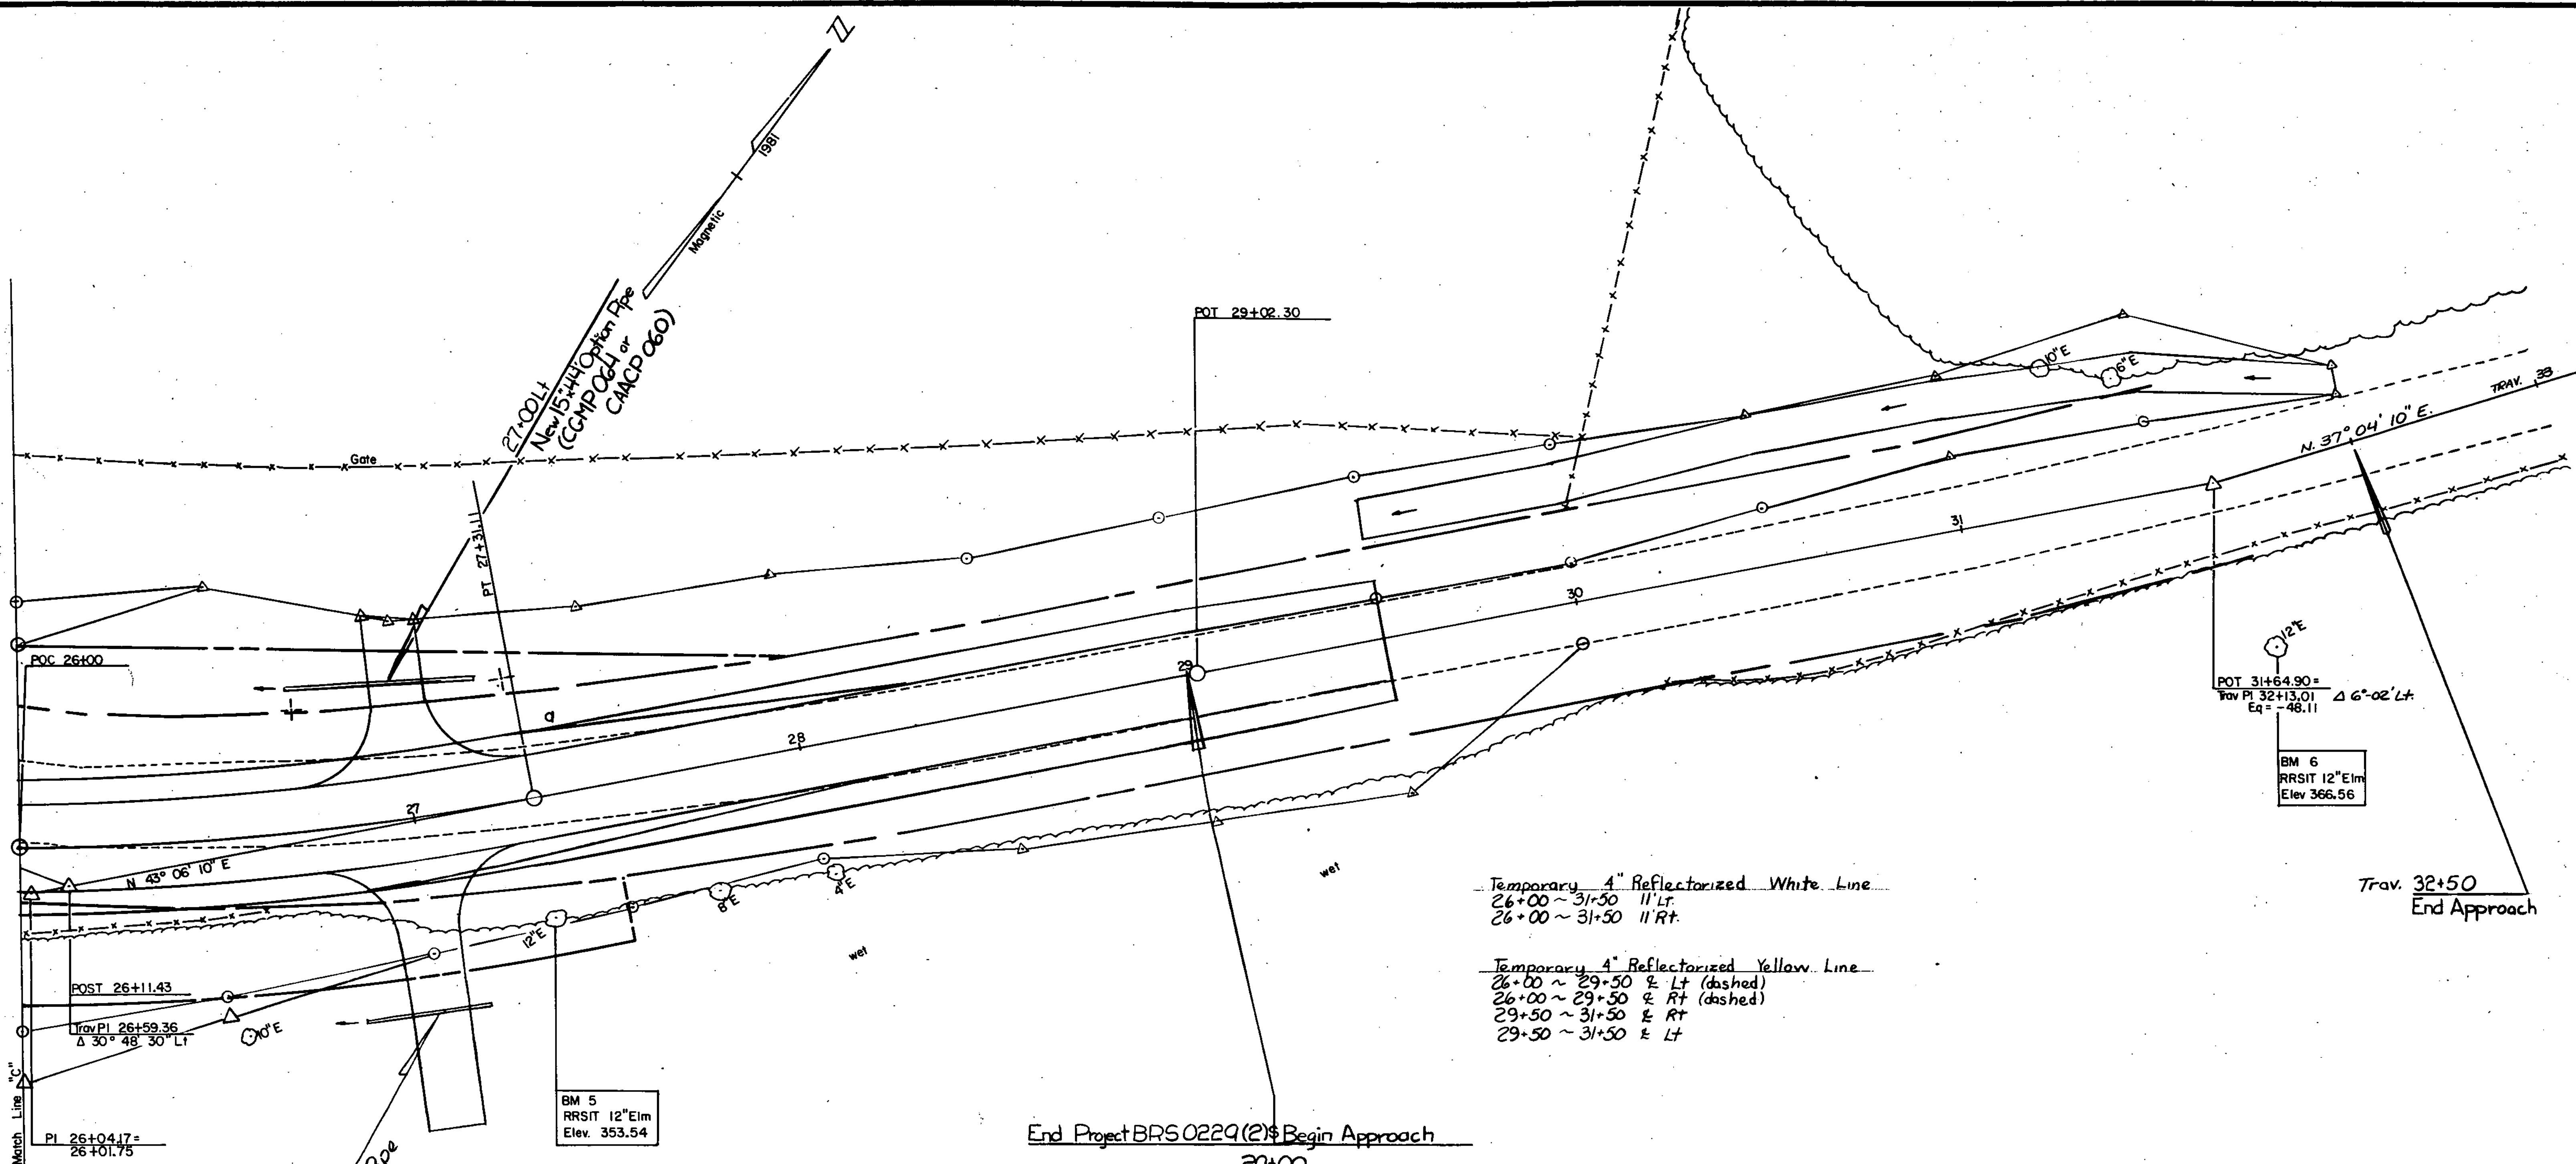 Magnetic
1981
27+00 Lt
New 15"x44' Option Pipe
(CGMP 064 or
CAACP 060)
POT 29+02.30
10"E
6"E
TRAV. 33
N. 37° 04' 10" E.
Gate
PT 27+31.11
31
30
29
28
27
POC 26+00
N 43° 06' 10" E
12"E
POT 31+64.90=
Trav PI 32+13.01 Δ 6°-02' Lt.
Eq = -48.11
BM 6
RRSIT 12"Elm
Elev 366.56
Trav. 32+50
End Approach
8"E
4"E
12"E
wet
wet
Temporary 4" Reflectorized White Line
26+00 ~ 31+50 11' Lt.
26+00 ~ 31+50 11' Rt.
Temporary 4" Reflectorized Yellow Line
26+00 ~ 29+50 ℄ Lt (dashed)
26+00 ~ 29+50 ℄ Rt (dashed)
29+50 ~ 31+50 ℄ Rt
29+50 ~ 31+50 ℄ Lt
POST 26+11.43
Trav PI 26+59.36
Δ 30° 48' 30" Lt
10"E
BM 5
RRSIT 12"Elm
Elev. 353.54
Match Line "C"
PI 26+04.17=
26+01.75
End Project BRS 0229(2) $ Begin Approach
29+00